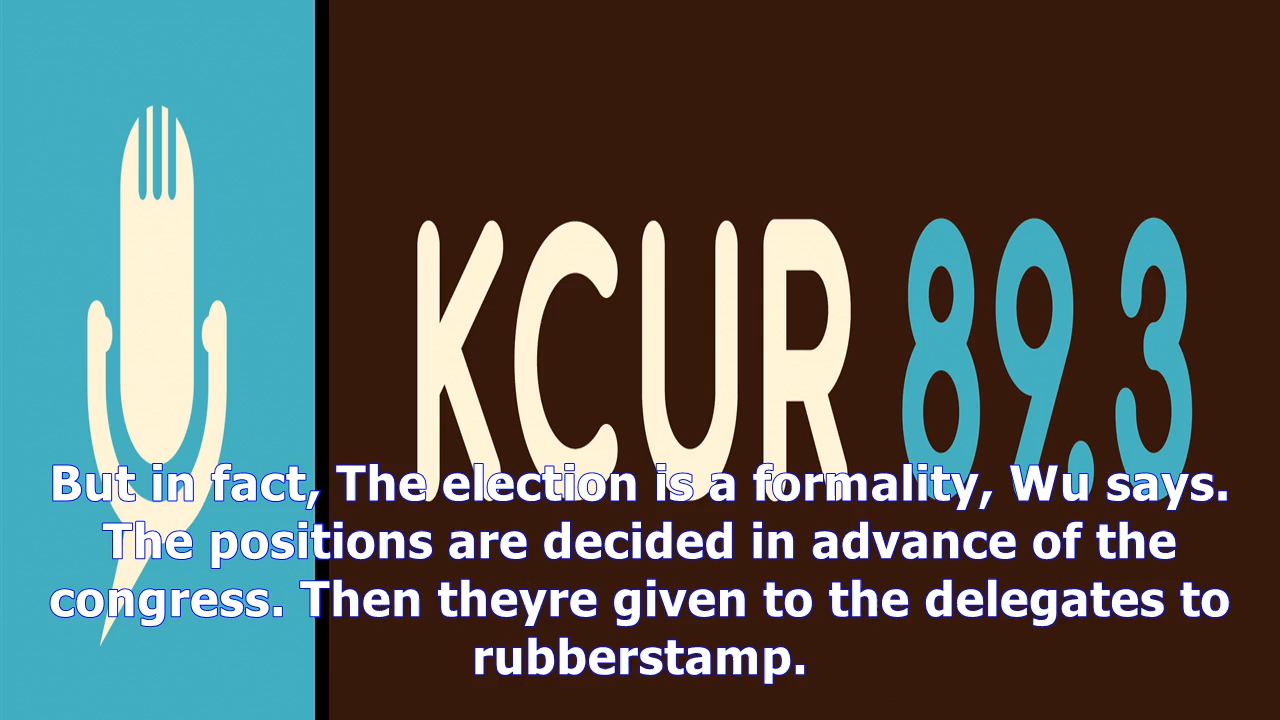 KCUR 89.3
But in fact, The election is a formality, Wu says.
The positions are decided in advance of the
congress. Then theyre given to the delegates to
rubberstamp.